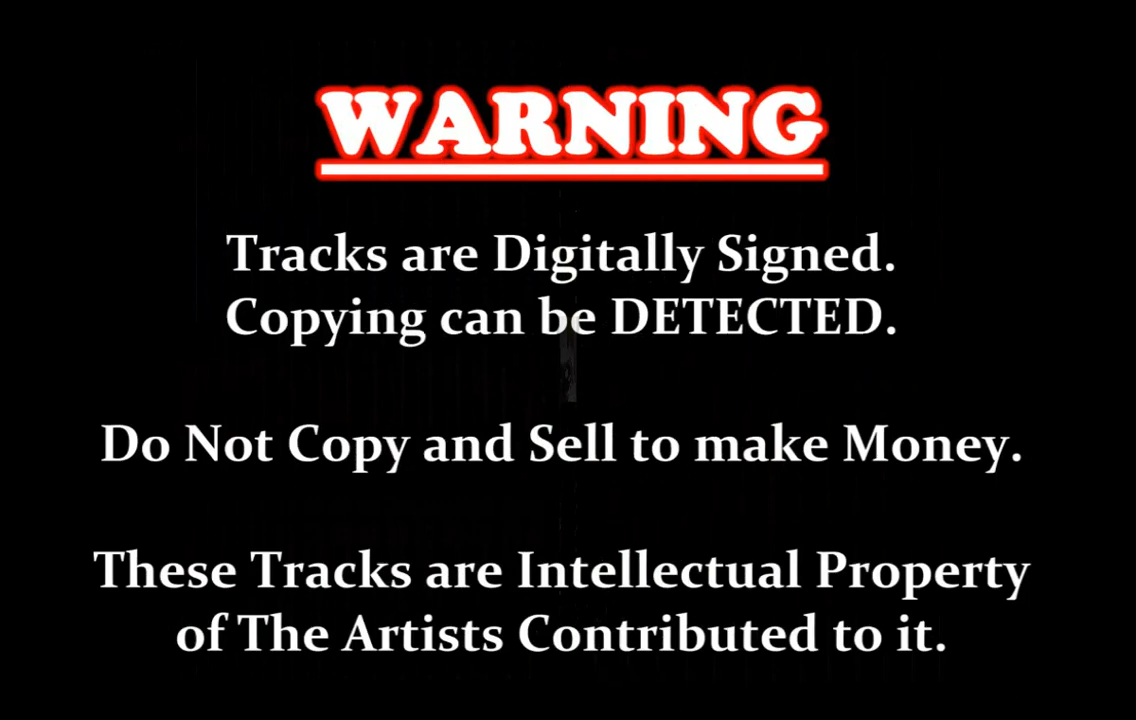 WARNING
Tracks are Digitally Signed.
Copying can be DETECTED.
Do Not Copy and Sell to make Money.
These Tracks are Intellectual Property
of The Artists Contributed to it.